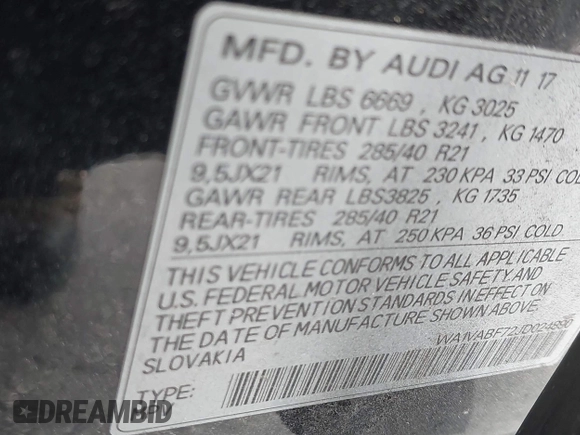 MFD. BY AUDI AG 11 17
GVWR LBS 6669 , KG 3025
GAWR FRONT LBS 3241, KG 1470
FRONT-TIRES 285/40 R21
9,5JX21 RIMS, AT 230 KPA 33 PSI COLD
GAWR REAR LBS3825 , KG 1735
REAR-TIRES 285/40 R21
9,5JX21 RIMS, AT 250 KPA 36 PSI COLD
THIS VEHICLE CONFORMS TO ALL APPLICABLE
U.S. FEDERAL MOTOR VEHICLE SAFETY AND
THEFT PREVENTION STANDARDS IN EFFECT ON
THE DATE OF MANUFACTURE SHOWN ABOVE.
SLOVAKIA
TYPE:
MPV
DREAMBID